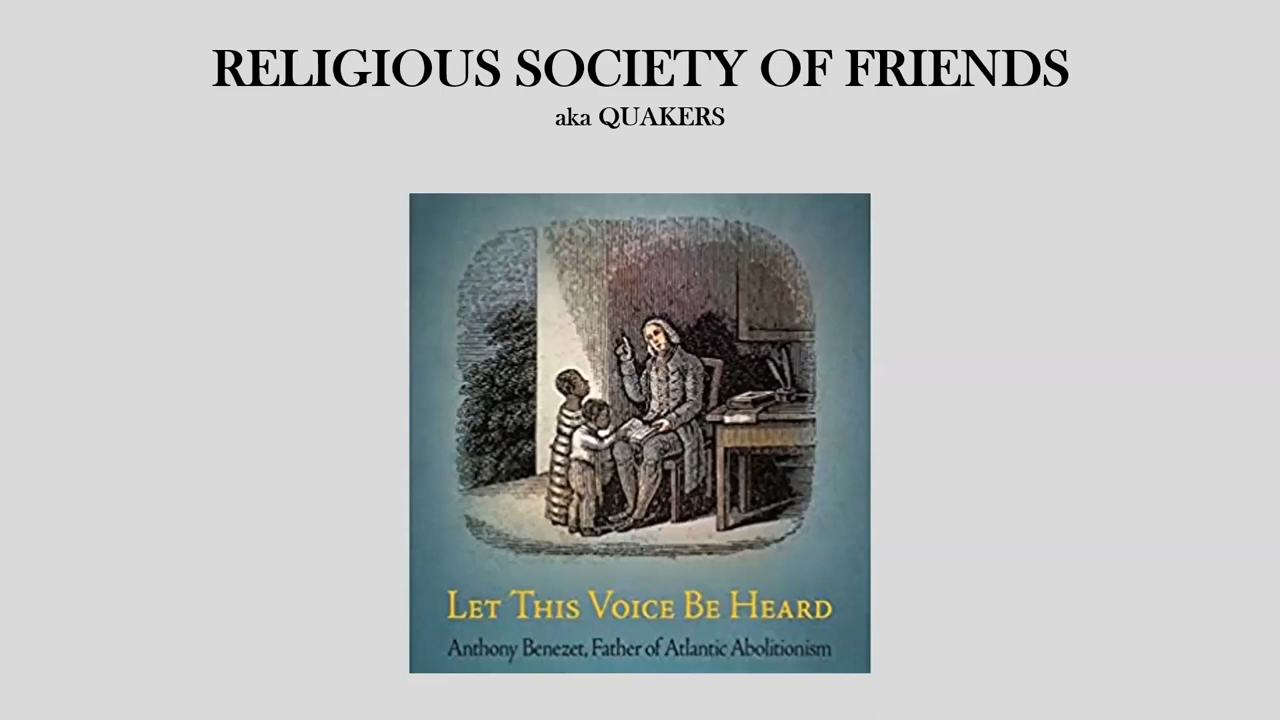 RELIGIOUS SOCIETY OF FRIENDS
aka QUAKERS
LET THIS VOICE BE HEARD
Anthony Benezet, Father of Atlantic Abolitionism